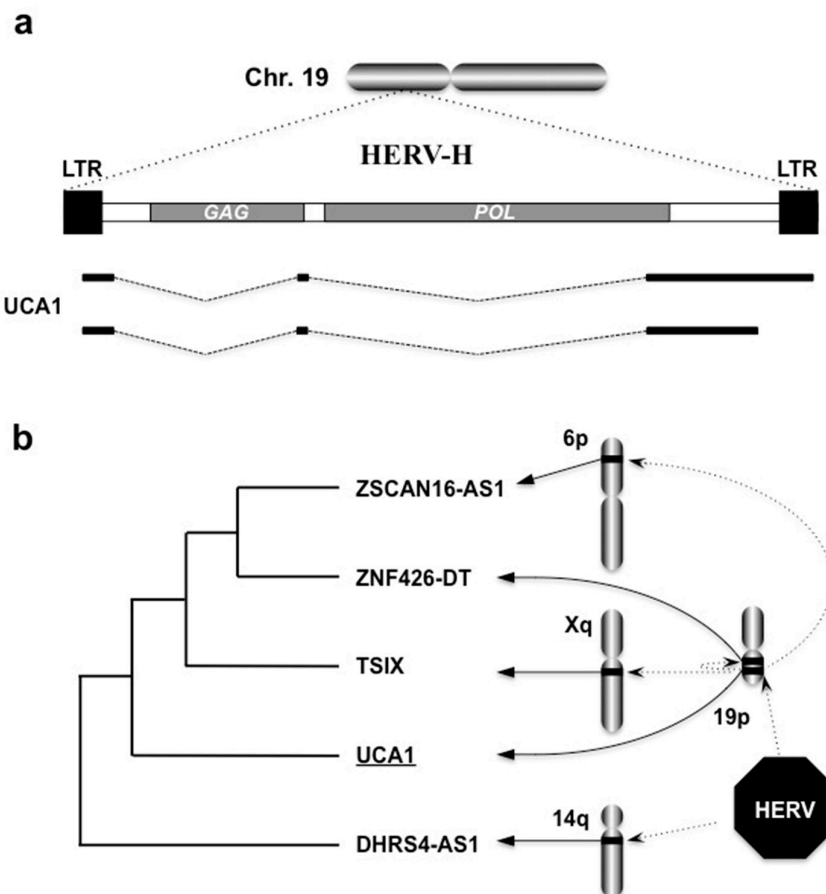 a
Chr. 19
HERV-H
LTR LTR
GAG POL
UCA1
b
6p
ZSCAN16-AS1
ZNF426-DT
Xq
TSIX
19p
UCA1
HERV
14q
DHRS4-AS1